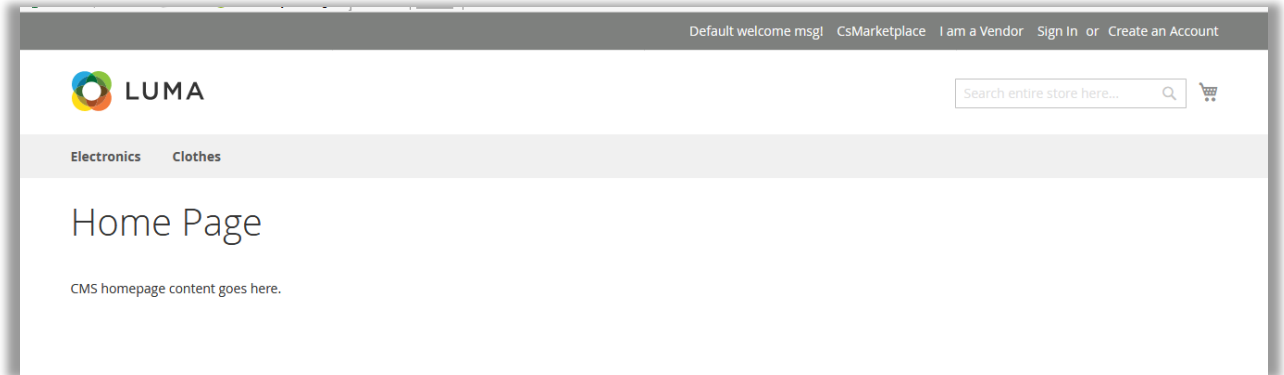 Default welcome msg! CsMarketplace I am a Vendor Sign In or Create an Account
LUMA
Search entire store here...
Electronics Clothes
Home Page
CMS homepage content goes here.